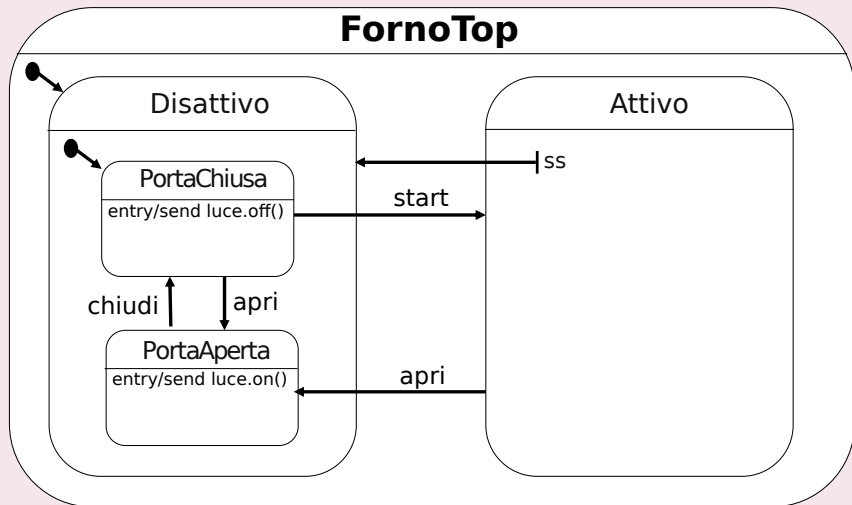 FornoTop
Disattivo
Attivo
ss
PortaChiusa
entry/send luce.off()
start
chiudi
apri
PortaAperta
entry/send luce.on()
apri